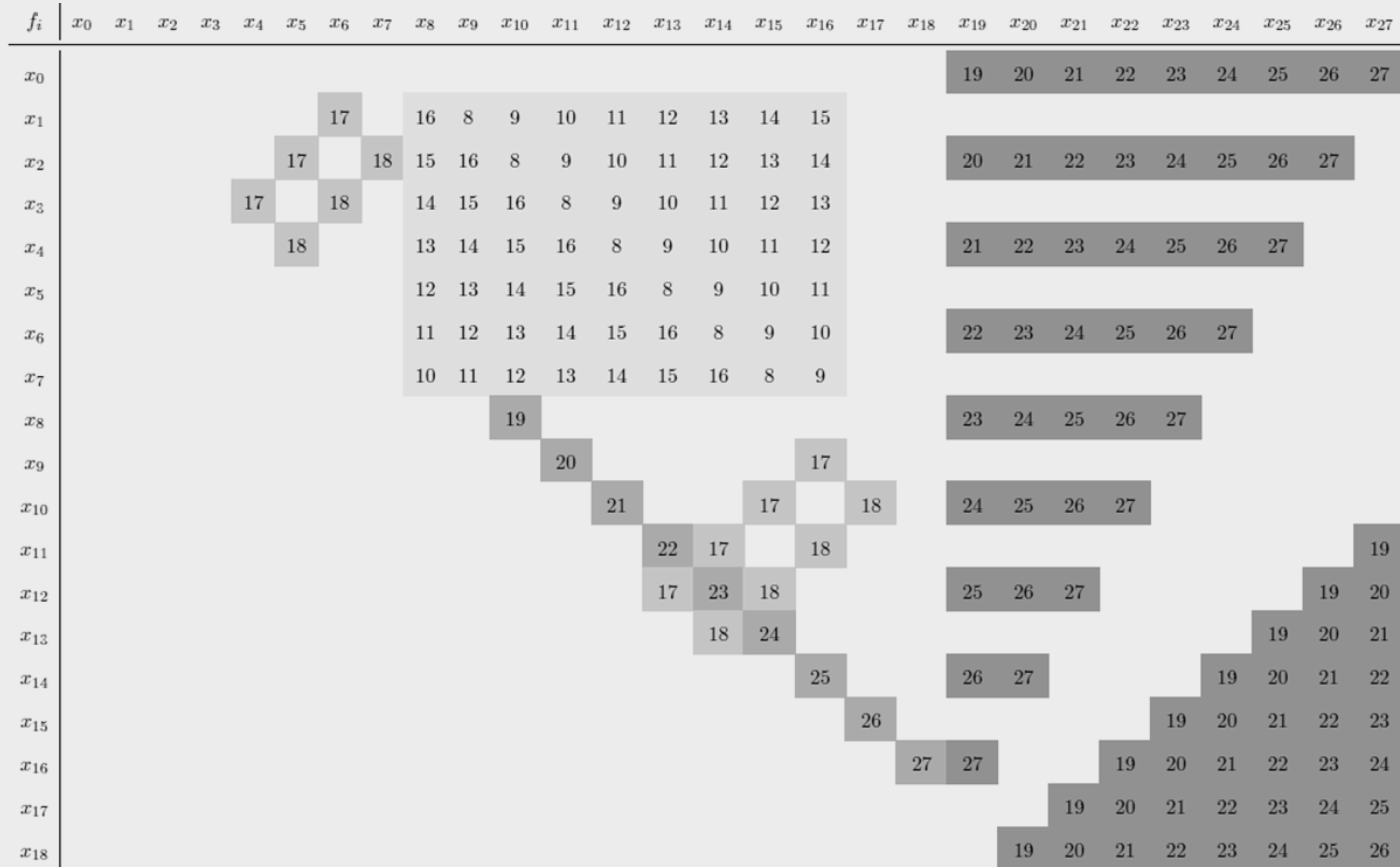 f_i x_0 x_1 x_2 x_3 x_4 x_5 x_6 x_7 x_8 x_9 x_10 x_11 x_12 x_13 x_14 x_15 x_16 x_17 x_18 x_19 x_20 x_21 x_22 x_23 x_24 x_25 x_26 x_27
x_0 19 20 21 22 23 24 25 26 27
x_1 17 16 8 9 10 11 12 13 14 15
x_2 17 18 15 16 8 9 10 11 12 13 14 20 21 22 23 24 25 26 27
x_3 17 18 14 15 16 8 9 10 11 12 13
x_4 18 13 14 15 16 8 9 10 11 12 21 22 23 24 25 26 27
x_5 12 13 14 15 16 8 9 10 11
x_6 11 12 13 14 15 16 8 9 10 22 23 24 25 26 27
x_7 10 11 12 13 14 15 16 8 9
x_8 19 23 24 25 26 27
x_9 20 17
x_10 21 17 18 24 25 26 27
x_11 22 17 18 19
x_12 17 23 18 25 26 27 19 20
x_13 18 24 19 20 21
x_14 25 26 27 19 20 21 22
x_15 26 19 20 21 22 23
x_16 27 27 19 20 21 22 23 24
x_17 19 20 21 22 23 24 25
x_18 19 20 21 22 23 24 25 26